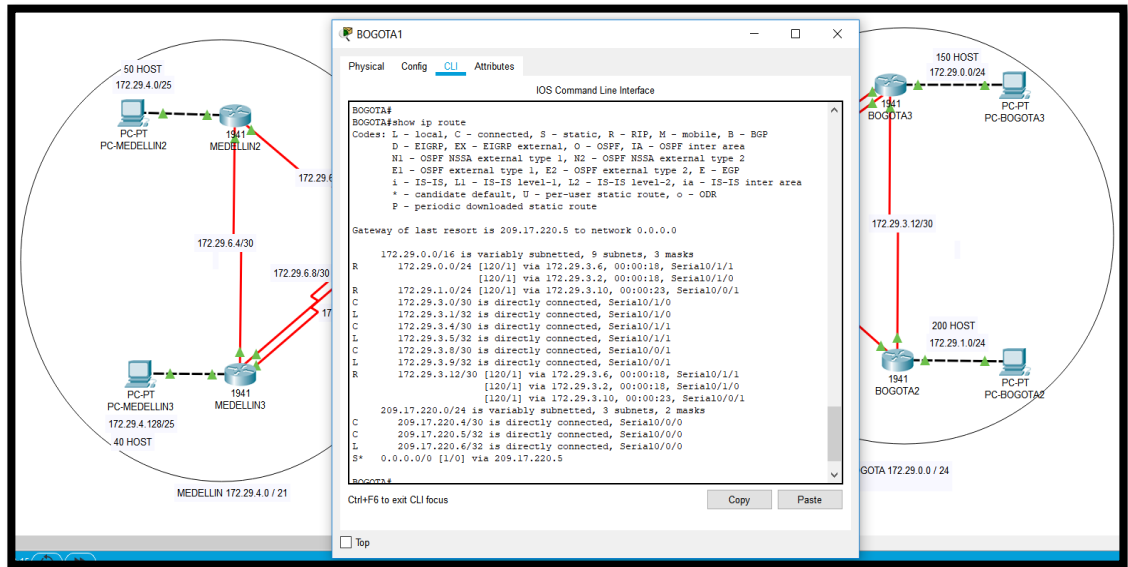 50 HOST
172.29.4.0/25
PC-PT
PC-MEDELLIN2
1941
MEDELLIN2
172.29.6
172.29.6.4/30
172.29.6.8/30
17
PC-PT
PC-MEDELLIN3
172.29.4.128/25
40 HOST
1941
MEDELLIN3
MEDELLIN 172.29.4.0 / 21
BOGOTA1
Physical Config CLI Attributes
IOS Command Line Interface
BOGOTA#
BOGOTA#show ip route
Codes: L - local, C - connected, S - static, R - RIP, M - mobile, B - BGP
D - EIGRP, EX - EIGRP external, O - OSPF, IA - OSPF inter area
N1 - OSPF NSSA external type 1, N2 - OSPF NSSA external type 2
E1 - OSPF external type 1, E2 - OSPF external type 2, E - EGP
i - IS-IS, L1 - IS-IS level-1, L2 - IS-IS level-2, ia - IS-IS inter area
* - candidate default, U - per-user static route, o - ODR
P - periodic downloaded static route
Gateway of last resort is 209.17.220.5 to network 0.0.0.0
172.29.0.0/16 is variably subnetted, 9 subnets, 3 masks
R 172.29.0.0/24 [120/1] via 172.29.3.6, 00:00:18, Serial0/1/1
[120/1] via 172.29.3.2, 00:00:18, Serial0/1/0
R 172.29.1.0/24 [120/1] via 172.29.3.10, 00:00:23, Serial0/0/1
C 172.29.3.0/30 is directly connected, Serial0/1/0
L 172.29.3.1/32 is directly connected, Serial0/1/0
C 172.29.3.4/30 is directly connected, Serial0/1/1
L 172.29.3.5/32 is directly connected, Serial0/1/1
C 172.29.3.8/30 is directly connected, Serial0/0/1
L 172.29.3.9/32 is directly connected, Serial0/0/1
R 172.29.3.12/30 [120/1] via 172.29.3.6, 00:00:18, Serial0/1/1
[120/1] via 172.29.3.2, 00:00:18, Serial0/1/0
[120/1] via 172.29.3.10, 00:00:23, Serial0/0/1
209.17.220.0/24 is variably subnetted, 3 subnets, 2 masks
C 209.17.220.4/30 is directly connected, Serial0/0/0
C 209.17.220.5/32 is directly connected, Serial0/0/0
L 209.17.220.6/32 is directly connected, Serial0/0/0
S* 0.0.0.0/0 [1/0] via 209.17.220.5
BOGOTA#
Ctrl+F6 to exit CLI focus
Copy
Paste
Top
150 HOST
172.29.0.0/24
1941
BOGOTA3
PC-PT
PC-BOGOTA3
172.29.3.12/30
200 HOST
172.29.1.0/24
1941
BOGOTA2
PC-PT
PC-BOGOTA2
GOTA 172.29.0.0 / 24